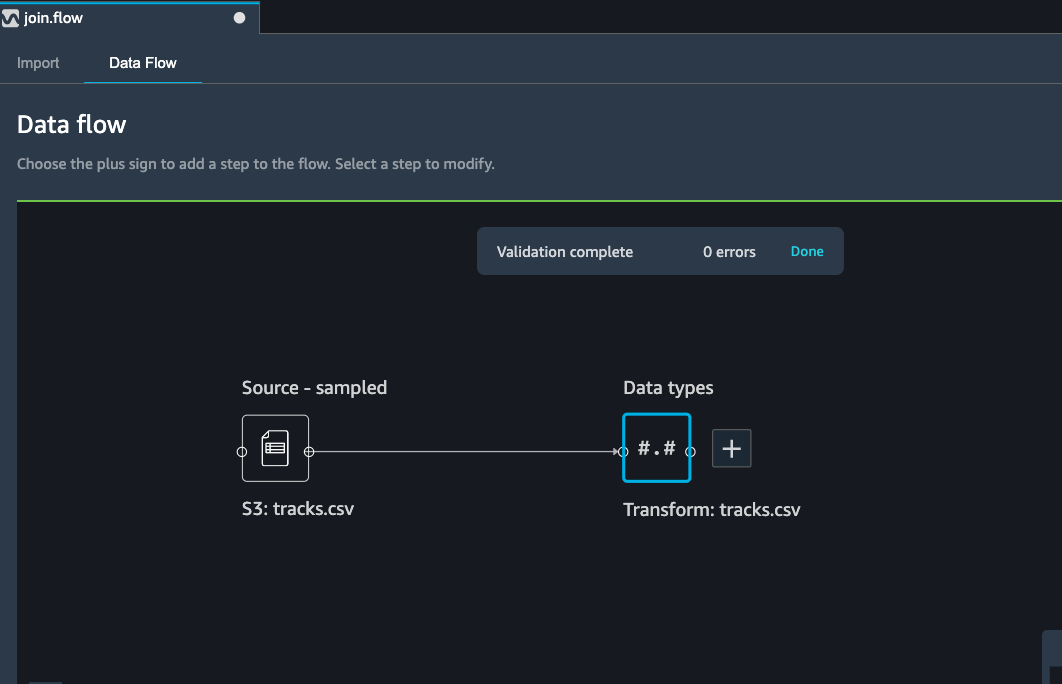 join.flow
Import Data Flow
Data flow
Choose the plus sign to add a step to the flow. Select a step to modify.
Validation complete 0 errors Done
Source - sampled Data types
#.#
S3: tracks.csv Transform: tracks.csv